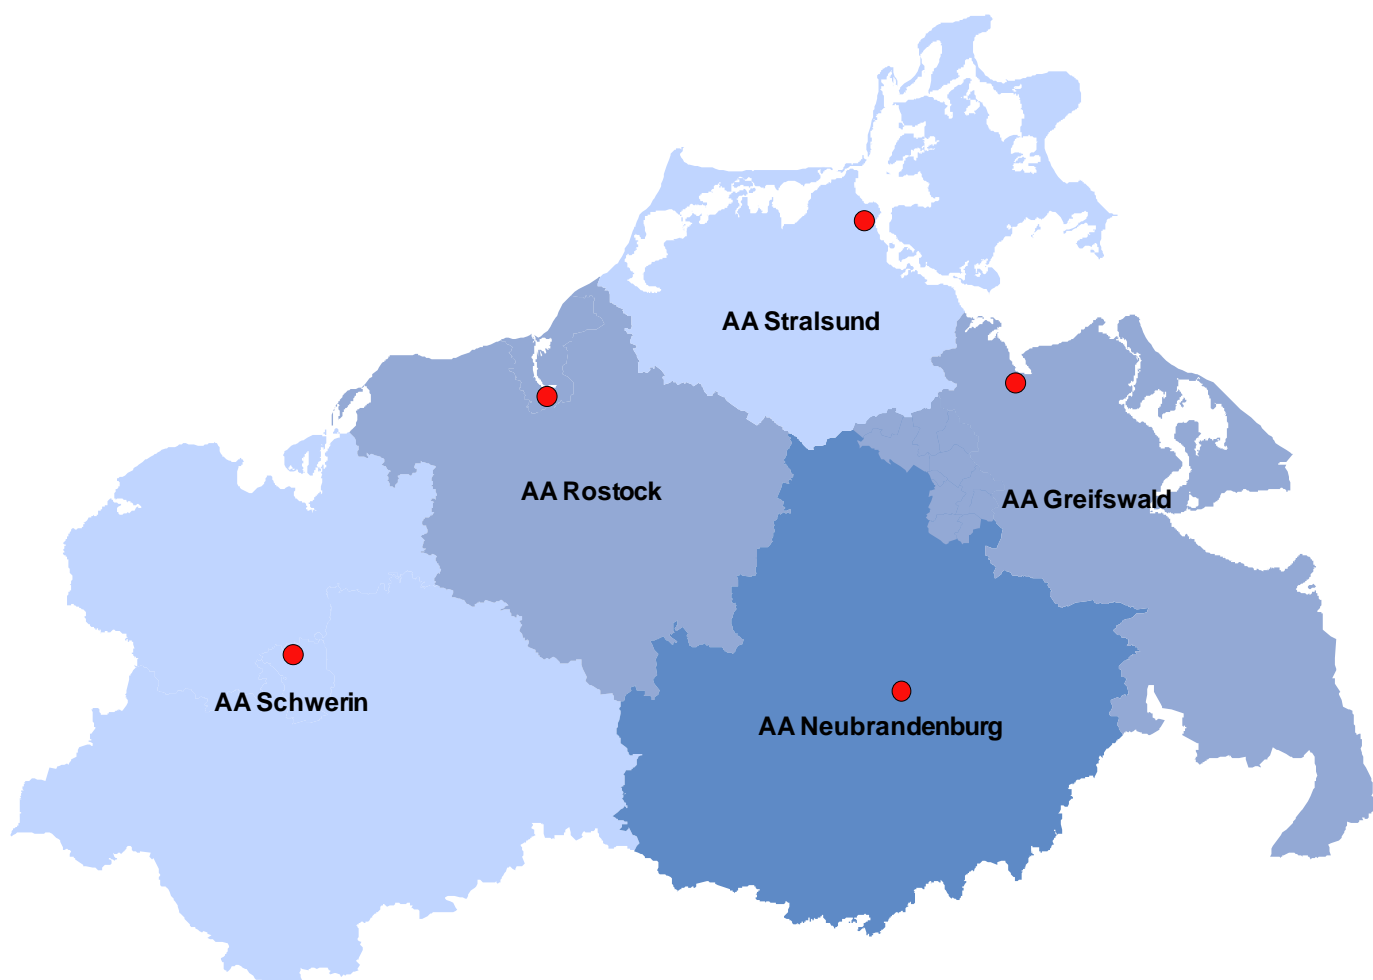 AA Stralsund
AA Rostock
AA Greifswald
AA Schwerin
AA Neubrandenburg